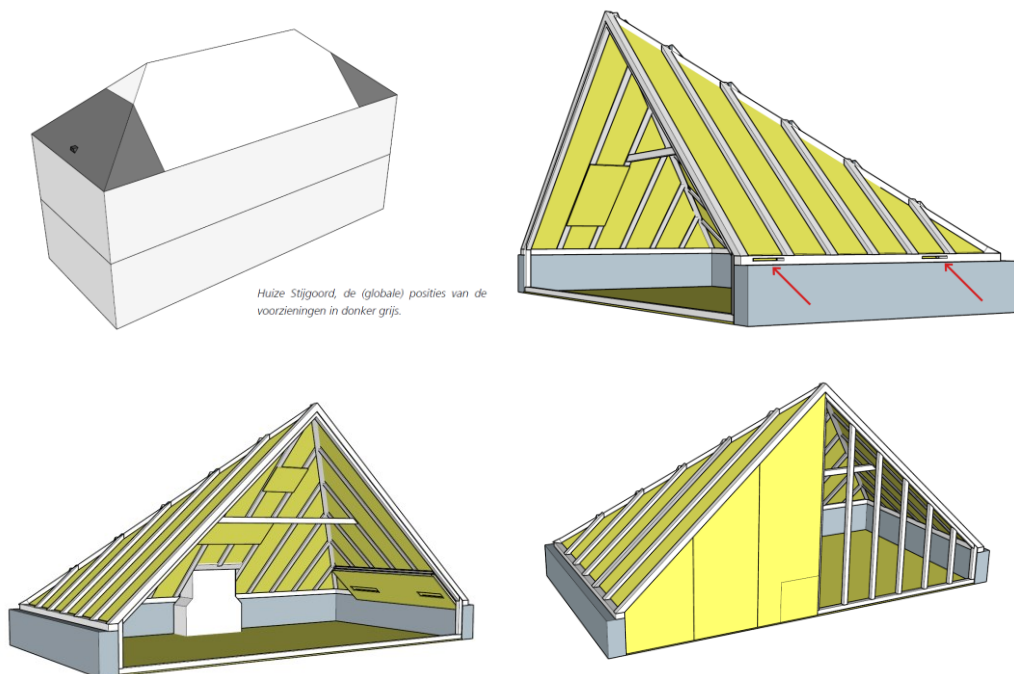 Huize Stijgoord, de (globale) posities van de
voorzieningen in donker grijs.